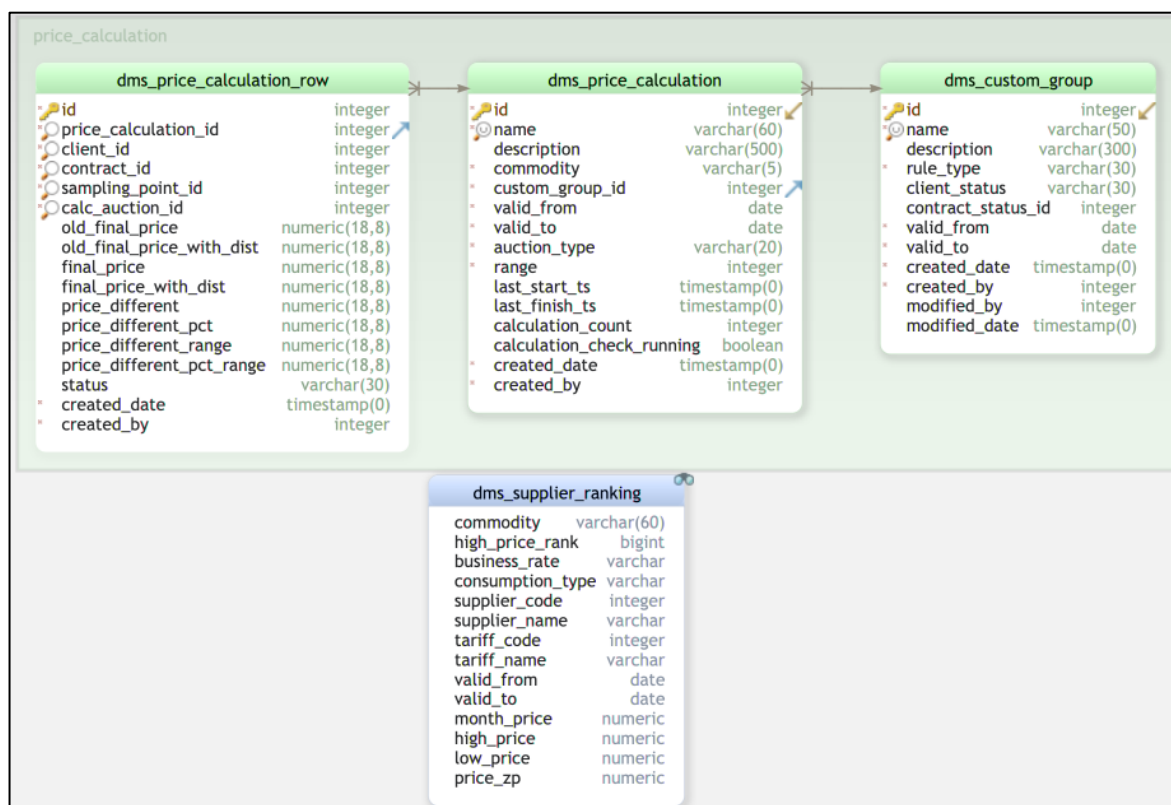 price_calculation
dms_price_calculation_row
id integer
price_calculation_id integer
client_id integer
contract_id integer
sampling_point_id integer
calc_auction_id integer
old_final_price numeric(18,8)
old_final_price_with_dist numeric(18,8)
final_price numeric(18,8)
final_price_with_dist numeric(18,8)
price_different numeric(18,8)
price_different_pct numeric(18,8)
price_different_range numeric(18,8)
price_different_pct_range numeric(18,8)
status varchar(30)
created_date timestamp(0)
created_by integer
dms_price_calculation
id integer
name varchar(60)
description varchar(500)
commodity varchar(5)
custom_group_id integer
valid_from date
valid_to date
auction_type varchar(20)
range integer
last_start_ts timestamp(0)
last_finish_ts timestamp(0)
calculation_count integer
calculation_check_running boolean
created_date timestamp(0)
created_by integer
dms_custom_group
id integer
name varchar(50)
description varchar(300)
rule_type varchar(30)
client_status varchar(30)
contract_status_id integer
valid_from date
valid_to date
created_date timestamp(0)
created_by integer
modified_by integer
modified_date timestamp(0)
dms_supplier_ranking
commodity varchar(60)
high_price_rank bigint
business_rate varchar
consumption_type varchar
supplier_code integer
supplier_name varchar
tariff_code integer
tariff_name varchar
valid_from date
valid_to date
month_price numeric
high_price numeric
low_price numeric
price_zp numeric